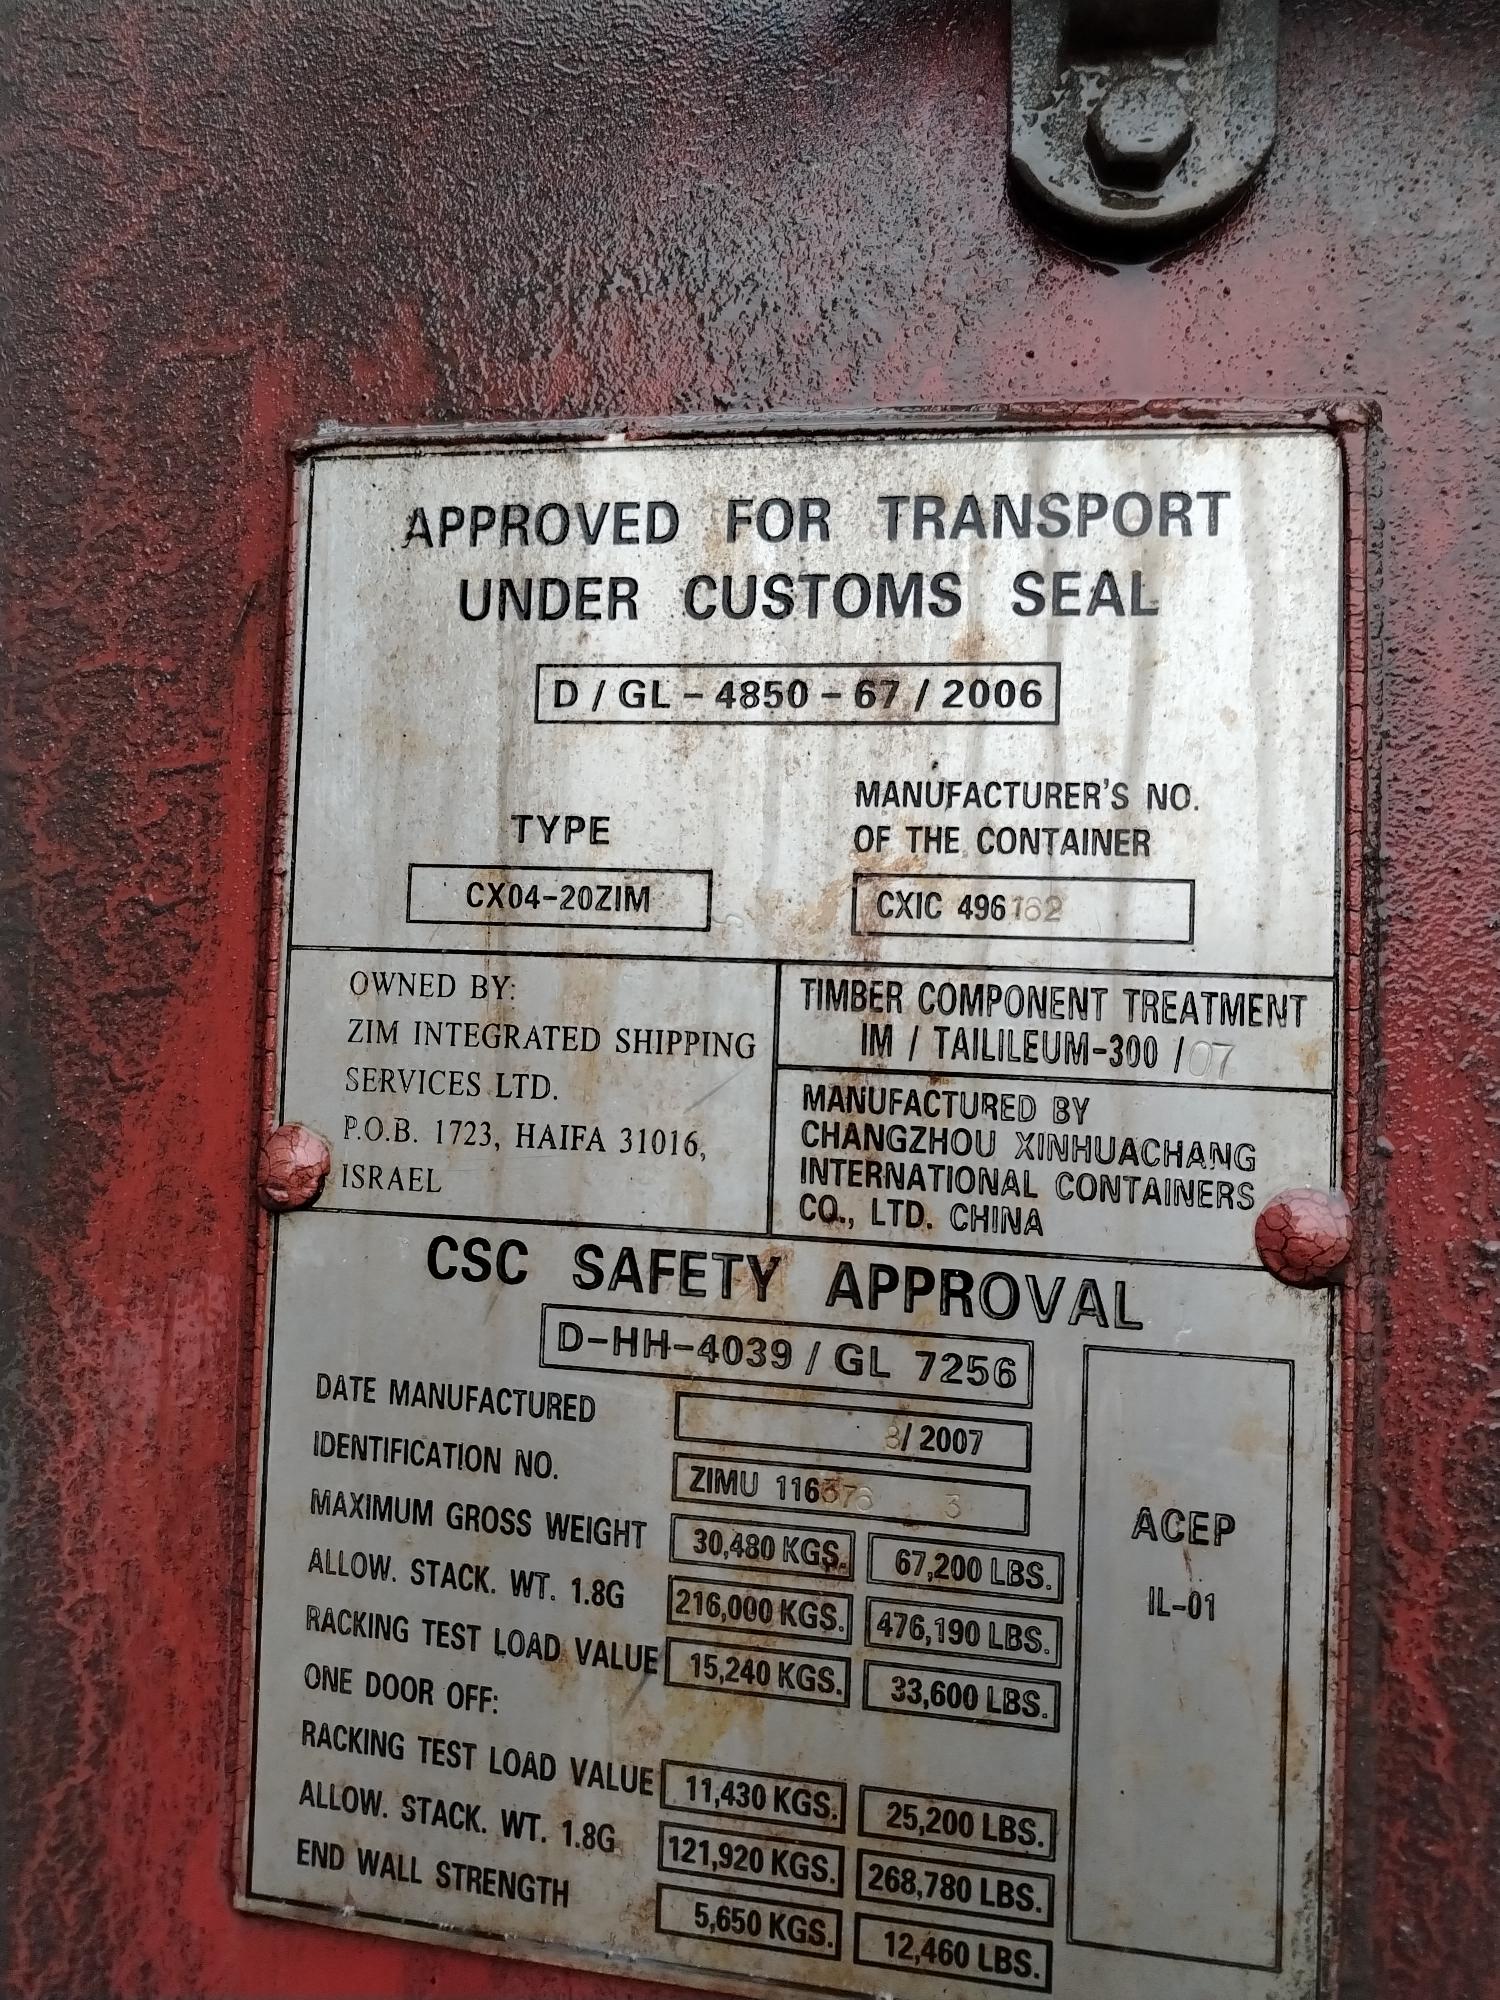 APPROVED FOR TRANSPORT
UNDER CUSTOMS SEAL
D / GL - 4850 - 67 / 2006
TYPE
CX04-20ZIM
MANUFACTURER'S NO.
OF THE CONTAINER
CXIC 496162
OWNED BY:
ZIM INTEGRATED SHIPPING
SERVICES LTD.
P.O.B. 1723, HAIFA 31016,
ISRAEL
TIMBER COMPONENT TREATMENT
IM / TAILILEUM-300 / 07
MANUFACTURED BY
CHANGZHOU XINHUACHANG
INTERNATIONAL CONTAINERS
CO., LTD. CHINA
CSC SAFETY APPROVAL
D-HH-4039 / GL 7256
DATE MANUFACTURED 8/ 2007
IDENTIFICATION NO. ZIMU 3
MAXIMUM GROSS WEIGHT 30,480 KGS. 67,200 LBS.
ALLOW. STACK. WT. 1.8G 216,000 KGS. 476,190 LBS.
RACKING TEST LOAD VALUE 15,240 KGS. 33,600 LBS.
ONE DOOR OFF:
RACKING TEST LOAD VALUE 11,430 KGS. 25,200 LBS.
ALLOW. STACK. WT. 1.8G 121,920 KGS. 268,780 LBS.
END WALL STRENGTH 5,650 KGS. 12,460 LBS.
ACEP
IL-01